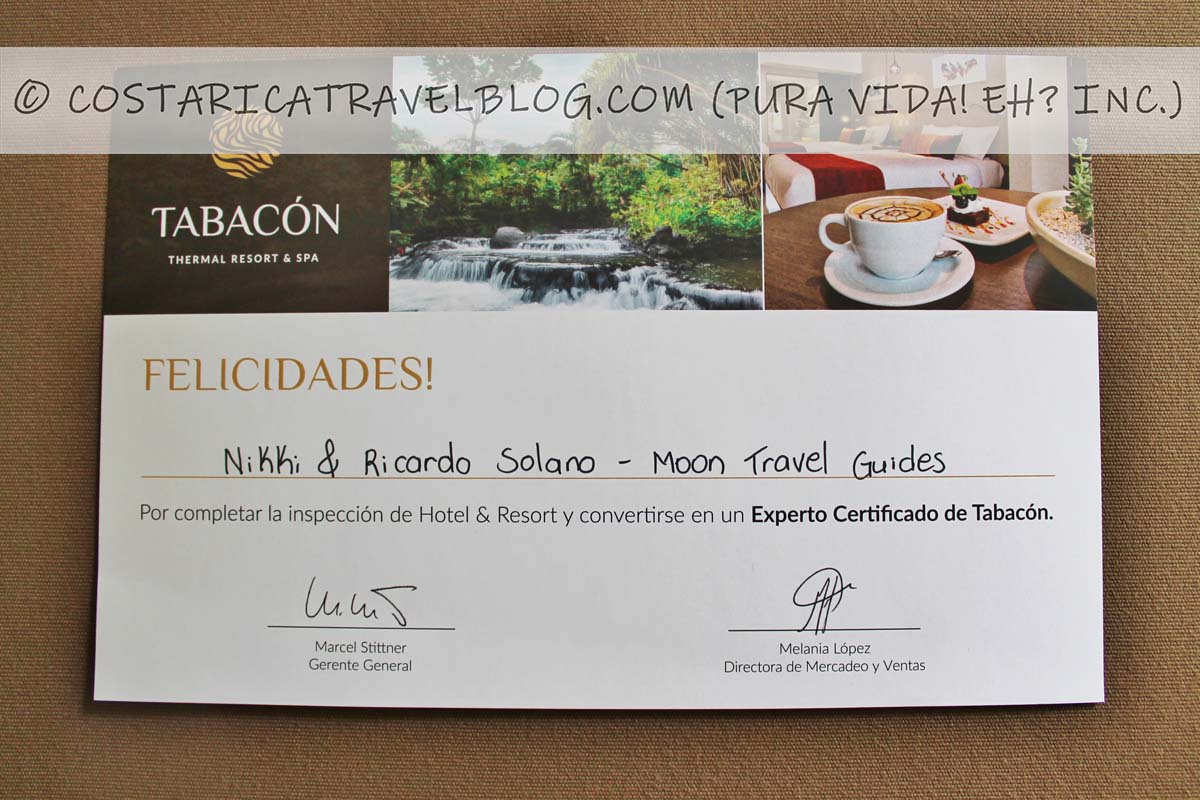 © COSTARICATRAVELBLOG.COM (PURA VIDA! EH? INC.)
TABACÓN
THERMAL RESORT & SPA
FELICIDADES!
Nikki & Ricardo Solano - Moon Travel Guides
Por completar la inspección de Hotel & Resort y convertirse en un Experto Certificado de Tabacón.
Marcel Stittner
Gerente General
Melania López
Directora de Mercadeo y Ventas